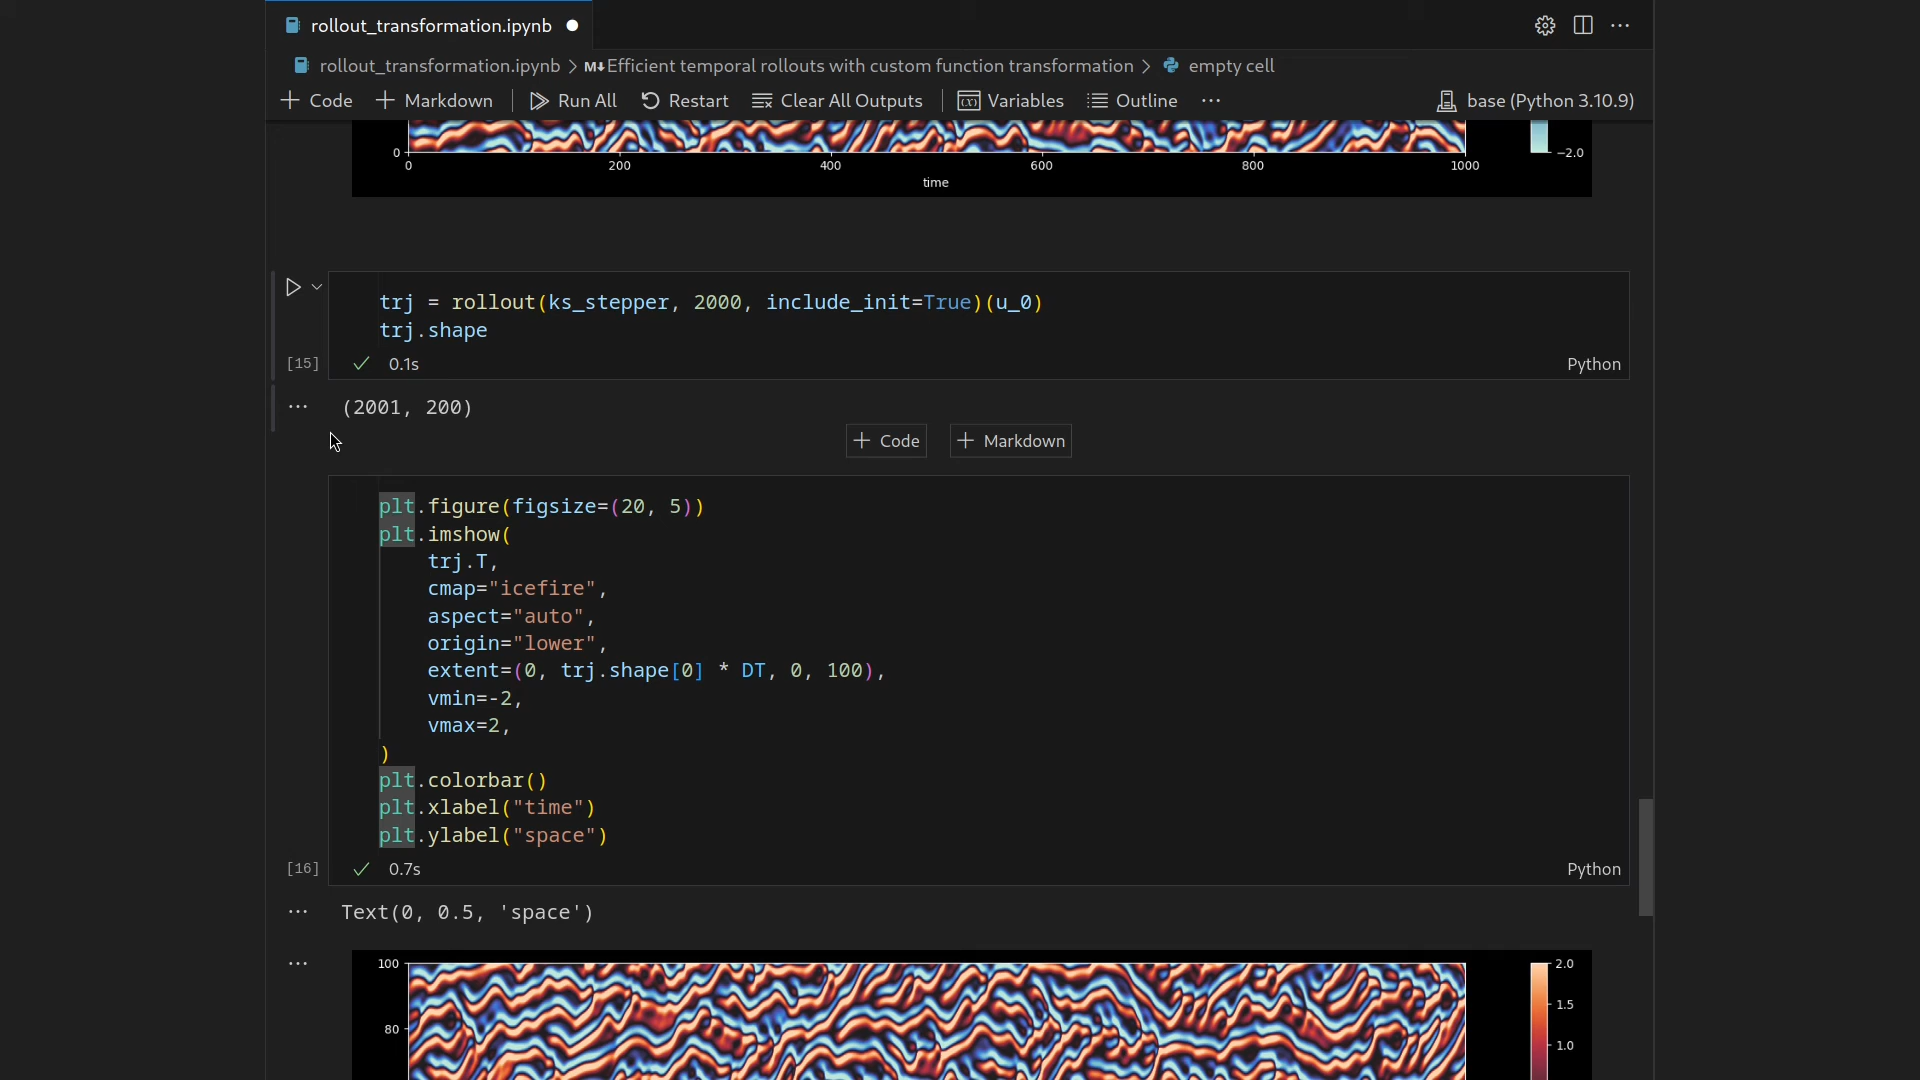 rollout_transformation.ipynb
rollout_transformation.ipynb > M↓Efficient temporal rollouts with custom function transformation > empty cell
+ Code + Markdown | Run All Restart Clear All Outputs | Variables Outline ··· base (Python 3.10.9)
0
−2.0
0 200 400 600 800 1000
time
trj = rollout(ks_stepper, 2000, include_init=True)(u_0)
trj.shape
[15] ✓ 0.1s Python
··· (2001, 200)
+ Code + Markdown
plt.figure(figsize=(20, 5))
plt.imshow(
    trj.T,
    cmap="icefire",
    aspect="auto",
    origin="lower",
    extent=(0, trj.shape[0] * DT, 0, 100),
    vmin=-2,
    vmax=2,
)
plt.colorbar()
plt.xlabel("time")
plt.ylabel("space")
[16] ✓ 0.7s Python
··· Text(0, 0.5, 'space')
···
100
80
2.0
1.5
1.0